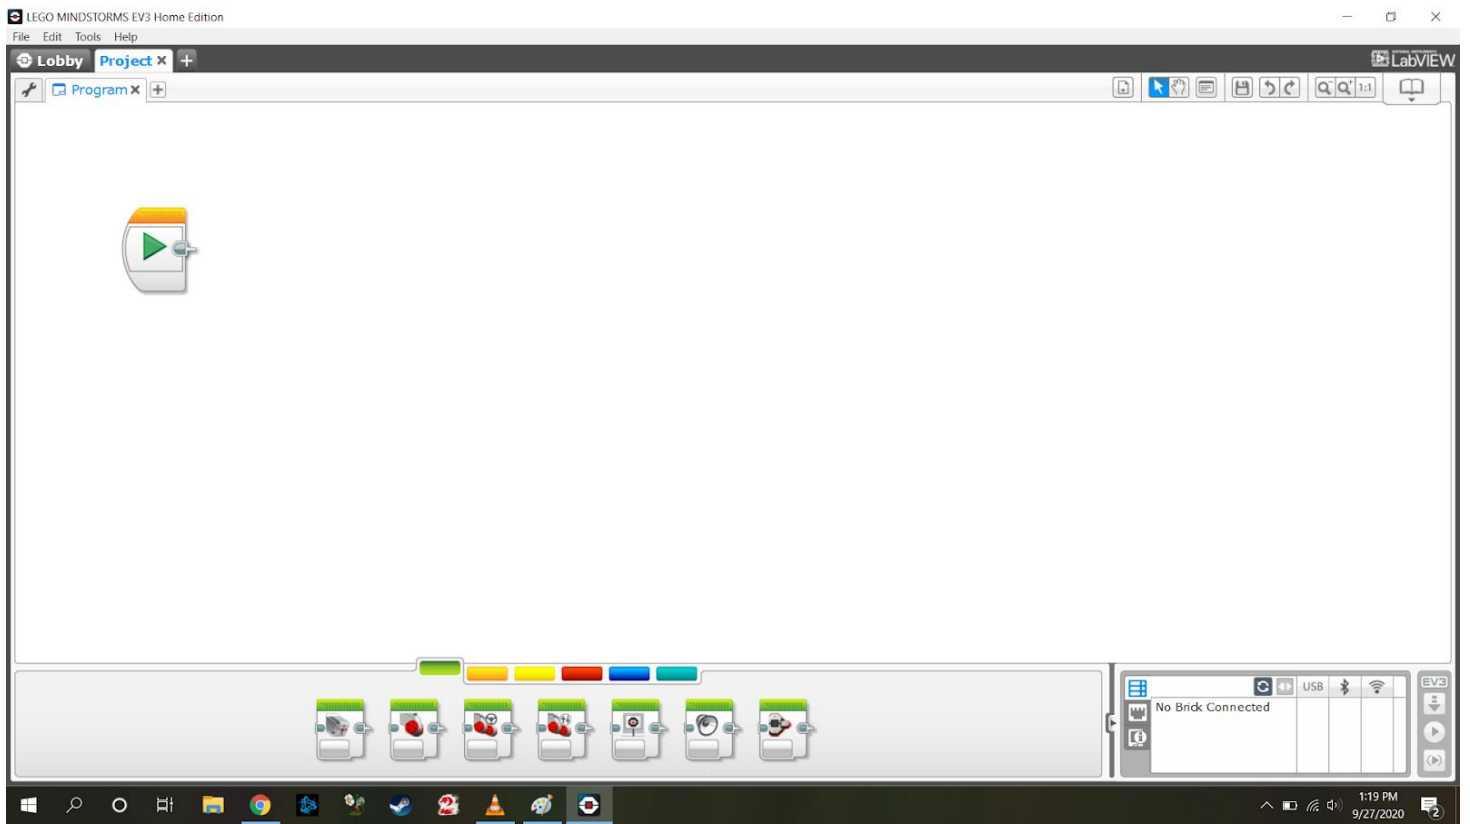 LEGO MINDSTORMS EV3 Home Edition
File Edit Tools Help
Lobby Project +
LabVIEW
Program + 1:1
USB
EV3
No Brick Connected
1:19 PM
9/27/2020
2